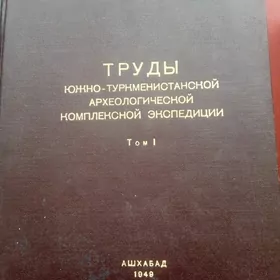 ТРУДЫ
ЮЖНО-ТУРКМЕНИСТАНСКОЙ
АРХЕОЛОГИЧЕСКОЙ
КОМПЛЕКСНОЙ ЭКСПЕДИЦИИ
Том I
АШХАБАД
1949